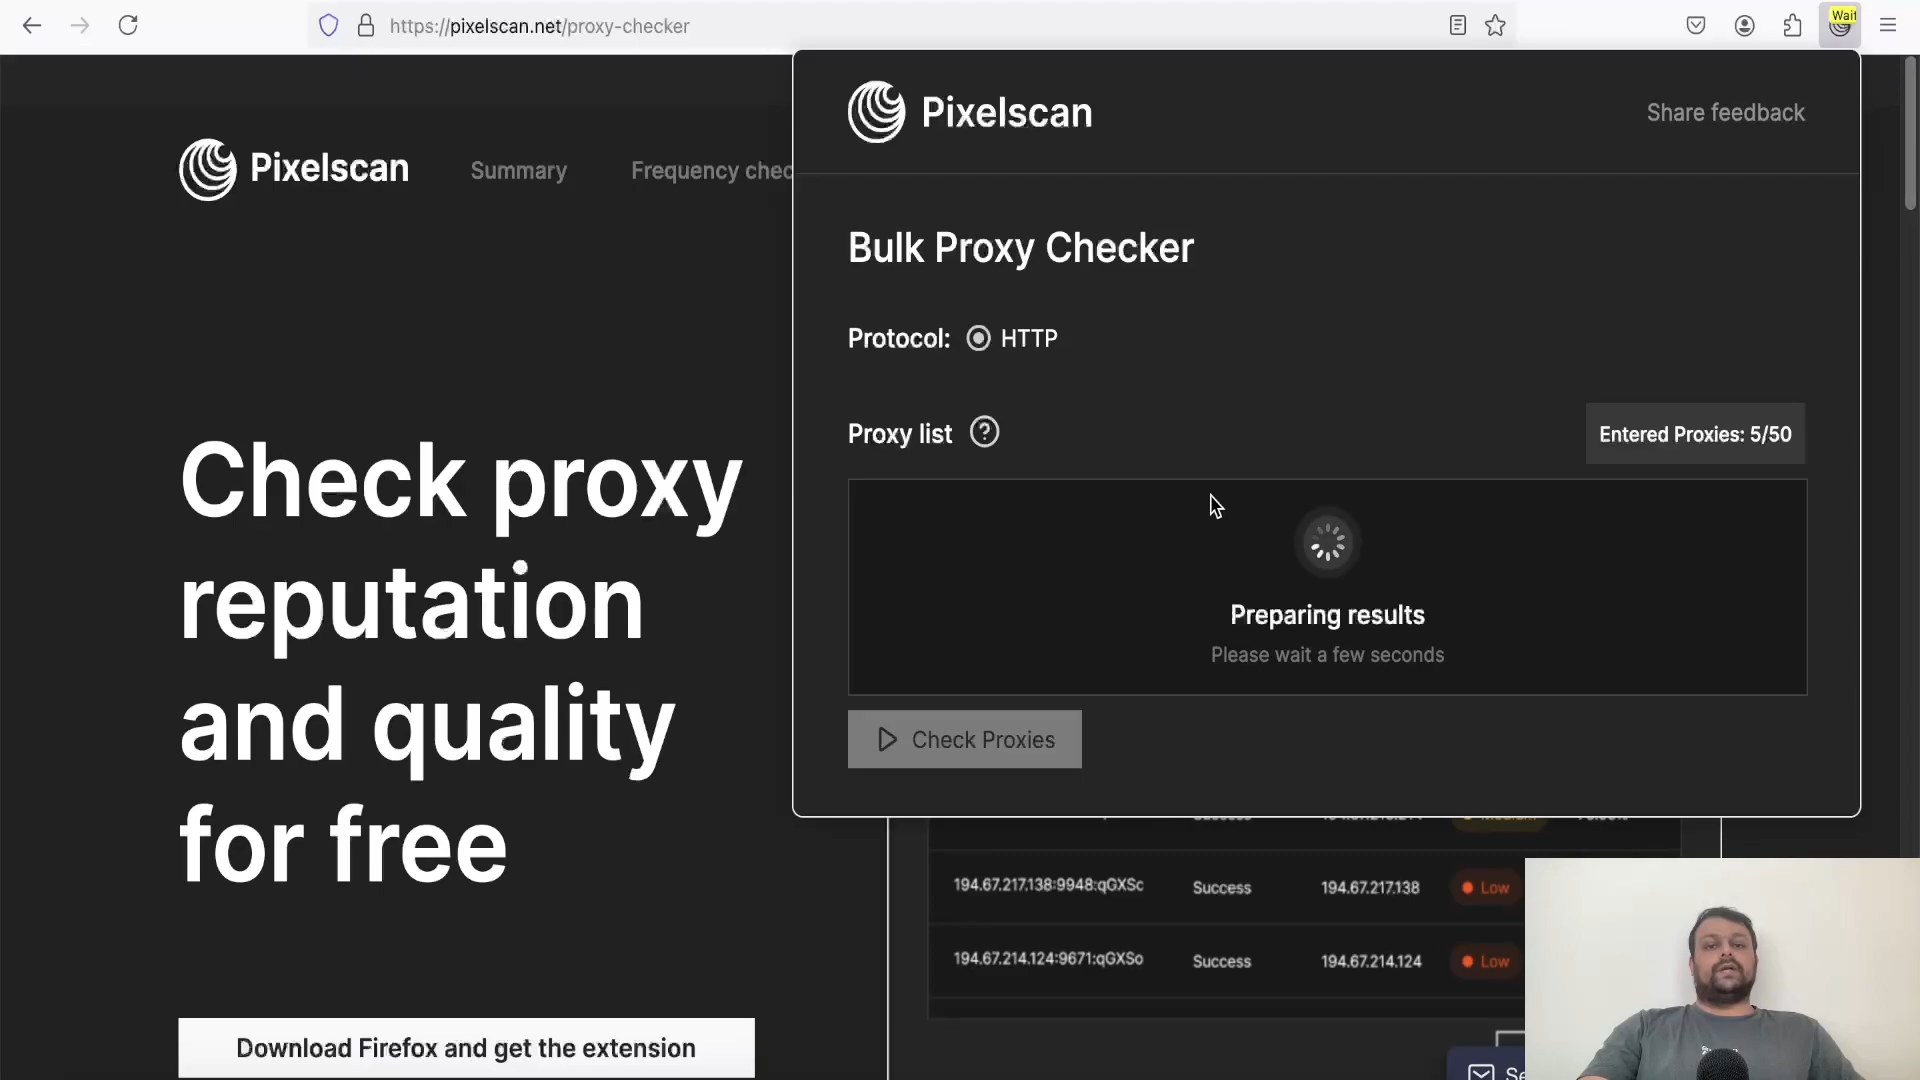 https://pixelscan.net/proxy-checker
Wait
Pixelscan
Summary
Frequency chec
Pixelscan
Share feedback
Bulk Proxy Checker
Protocol:
HTTP
Proxy list
?
Entered Proxies: 5/50
Preparing results
Please wait a few seconds
Check Proxies
Check proxy
reputation
and quality
for free
194.67.217.138:9948:qGXSc
Success
194.67.217.138
Low
194.67.214.124:9671:qGXSo
Success
194.67.214.124
Low
Download Firefox and get the extension
Se